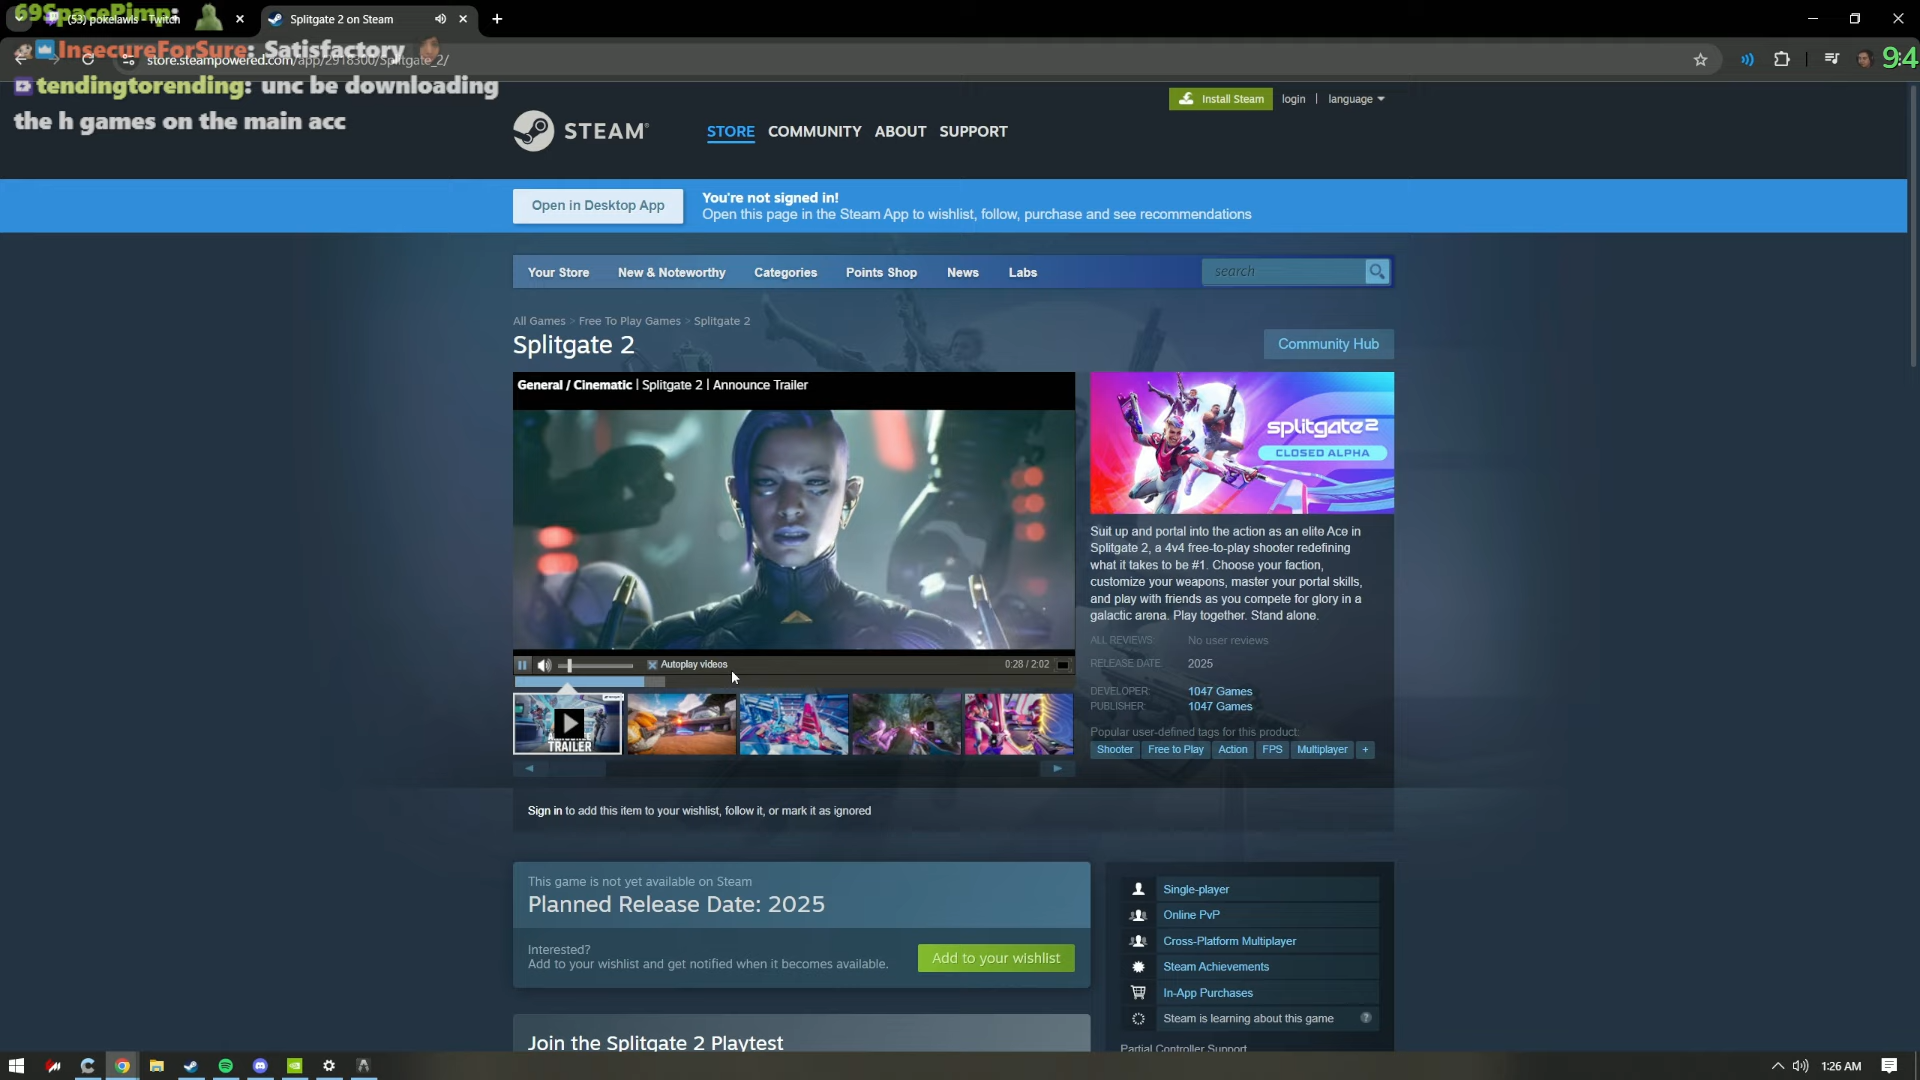 69SpacePimp:
(53) pokelawls - Twitch
Splitgate 2 on Steam
InsecureForSure: Satisfactory
store.steampowered.com/app/2918300/Splitgate_2/
9:4
tendingtorending: unc be downloading
the h games on the main acc
Install Steam
login
language
STEAM
STORE
COMMUNITY
ABOUT
SUPPORT
Open in Desktop App
You're not signed in!
Open this page in the Steam App to wishlist, follow, purchase and see recommendations
Your Store
New & Noteworthy
Categories
Points Shop
News
Labs
search
All Games > Free To Play Games > Splitgate 2
Splitgate 2
Community Hub
General / Cinematic | Splitgate 2 | Announce Trailer
splitgate2
CLOSED ALPHA
Suit up and portal into the action as an elite Ace in
Splitgate 2, a 4v4 free-to-play shooter redefining
what it takes to be #1. Choose your faction,
customize your weapons, master your portal skills,
and play with friends as you compete for glory in a
galactic arena. Play together. Stand alone.
ALL REVIEWS:
No user reviews
RELEASE DATE:
2025
DEVELOPER:
1047 Games
PUBLISHER:
1047 Games
Popular user-defined tags for this product:
Shooter
Free to Play
Action
FPS
Multiplayer
+
Autoplay videos
0:28 / 2:02
TRAILER
Sign in to add this item to your wishlist, follow it, or mark it as ignored
This game is not yet available on Steam
Planned Release Date: 2025
Interested?
Add to your wishlist and get notified when it becomes available.
Add to your wishlist
Join the Splitgate 2 Playtest
Single-player
Online PvP
Cross-Platform Multiplayer
Steam Achievements
In-App Purchases
Steam is learning about this game
?
Partial Controller Support
1:26 AM